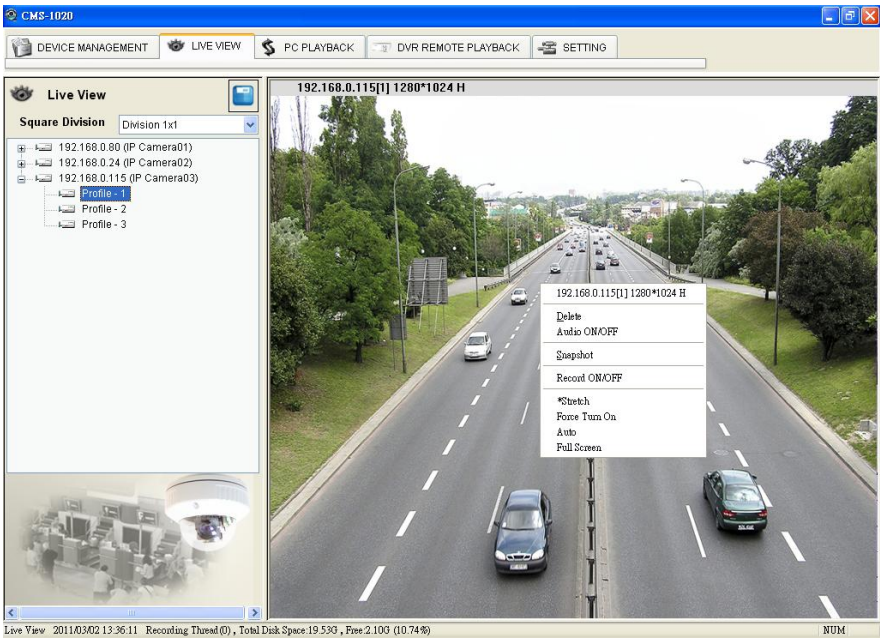 CMS-1020
DEVICE MANAGEMENT LIVE VIEW PC PLAYBACK DVR REMOTE PLAYBACK SETTING
Live View
Square Division Division 1x1
192.168.0.80 (IP Camera01)
192.168.0.24 (IP Camera02)
192.168.0.115 (IP Camera03)
Profile - 1
Profile - 2
Profile - 3
192.168.0.115[1] 1280*1024 H
192.168.0.115[1] 1280*1024 H
Delete
Audio ON/OFF
Snapshot
Record ON/OFF
*Stretch
Force Turn On
Auto
Full Screen
Live View 2011/03/02 13:36:11 Recording Thread(0) , Total Disk Space:19.53G , Free:2.10G (10.74%) NUM